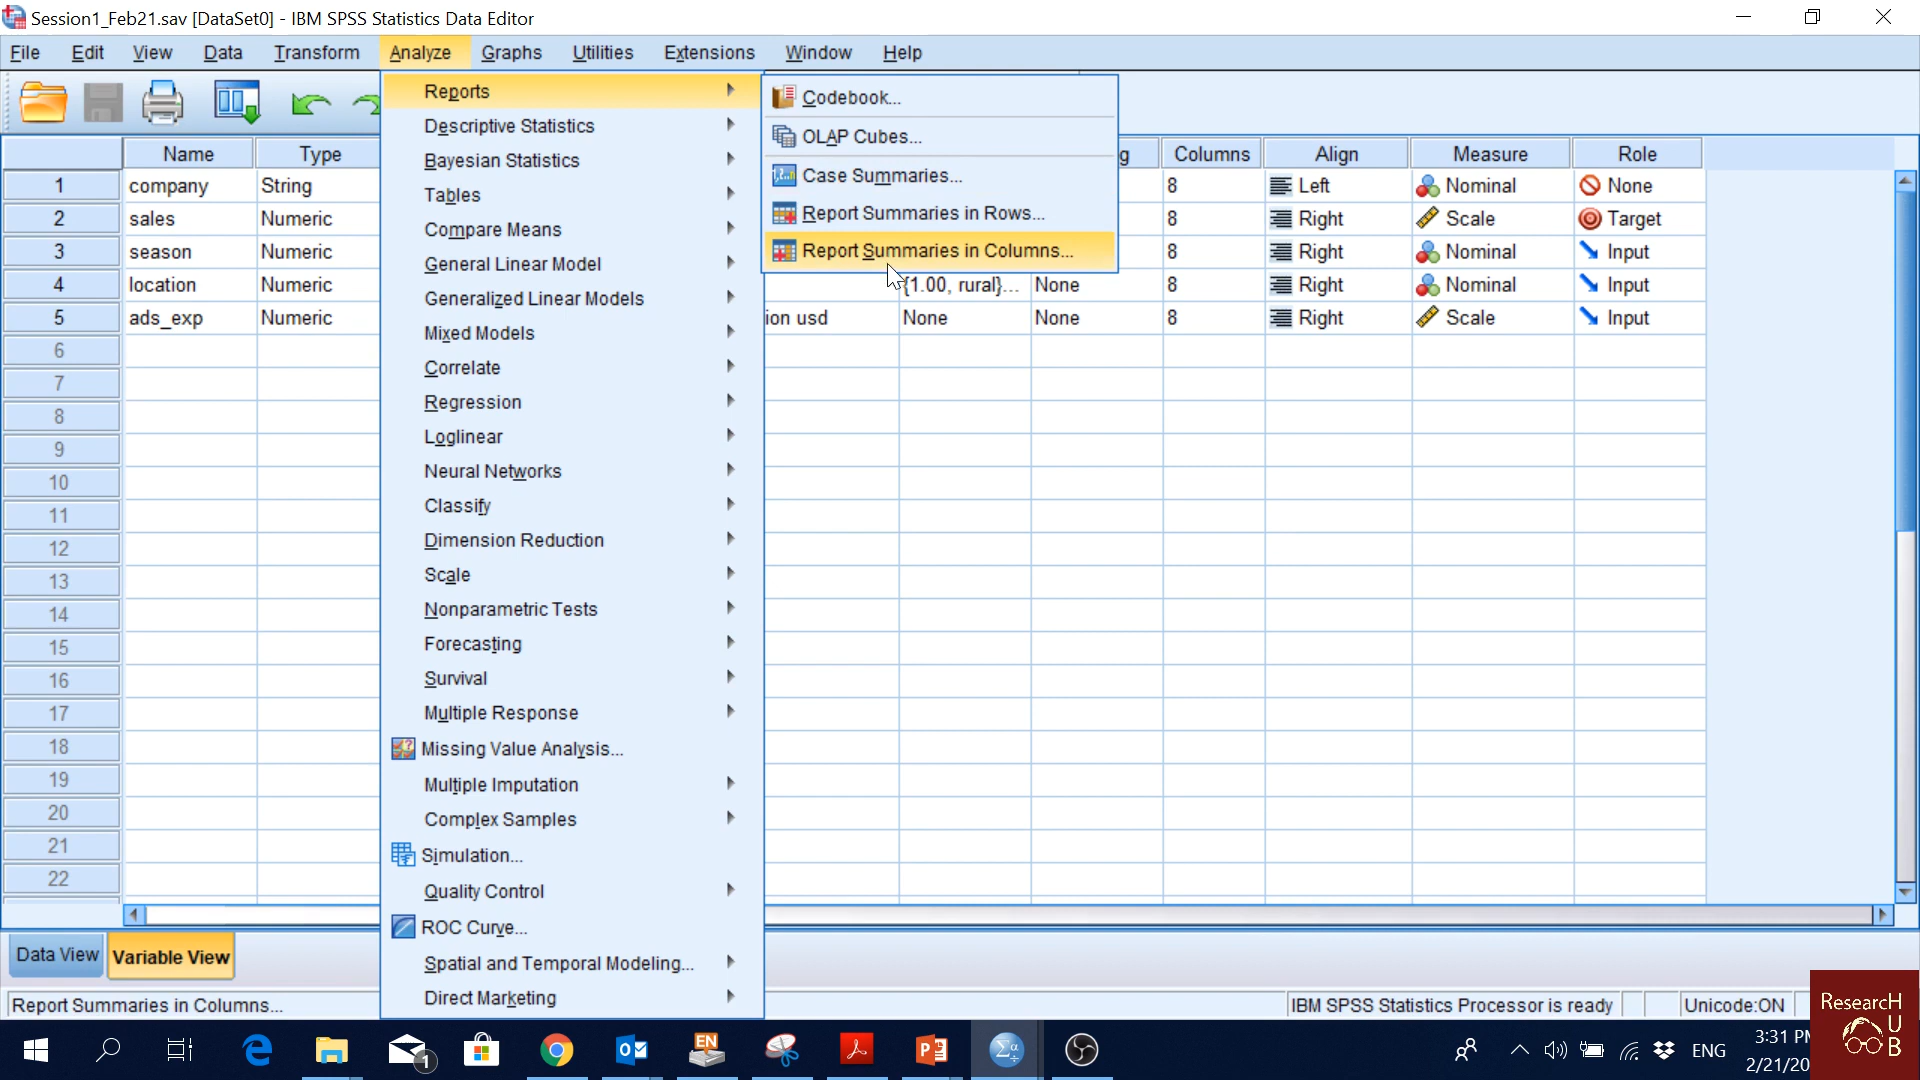 Session1_Feb21.sav [DataSet0] - IBM SPSS Statistics Data Editor
File Edit View Data Transform Analyze Graphs Utilities Extensions Window Help
Name Type g Columns Align Measure Role
1 company String 8 Left Nominal None
2 sales Numeric 8 Right Scale Target
3 season Numeric 8 Right Nominal Input
4 location Numeric {1.00, rural}... None 8 Right Nominal Input
5 ads_exp Numeric ion usd None None 8 Right Scale Input
6
7
8
9
10
11
12
13
14
15
16
17
18
19
20
21
22
Reports
Descriptive Statistics
Bayesian Statistics
Tables
Compare Means
General Linear Model
Generalized Linear Models
Mixed Models
Correlate
Regression
Loglinear
Neural Networks
Classify
Dimension Reduction
Scale
Nonparametric Tests
Forecasting
Survival
Multiple Response
Missing Value Analysis...
Multiple Imputation
Complex Samples
Simulation...
Quality Control
ROC Curve...
Spatial and Temporal Modeling...
Direct Marketing
Codebook...
OLAP Cubes...
Case Summaries...
Report Summaries in Rows...
Report Summaries in Columns...
Data View Variable View
Report Summaries in Columns... IBM SPSS Statistics Processor is ready Unicode:ON
1 EN ENG
3:31 PM
2/21/20
ResearcH
U
B